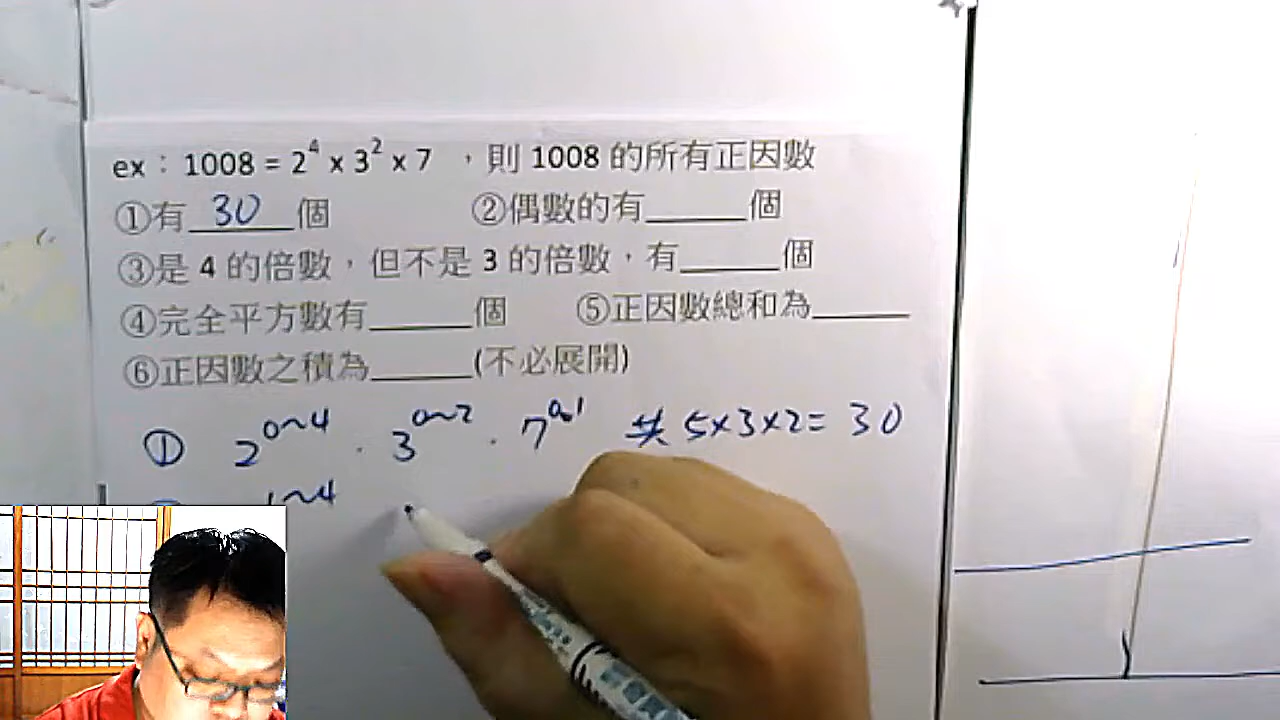 ex：1008 = 2⁴ x 3² x 7 ，則 1008 的所有正因數
①有 30 個 ②偶數的有______個
③是 4 的倍數，但不是 3 的倍數，有______個
④完全平方數有______個 ⑤正因數總和為______
⑥正因數之積為______(不必展開)
① 2^0~4 · 3^0~2 · 7^0,1 共 5×3×2= 30
1~4